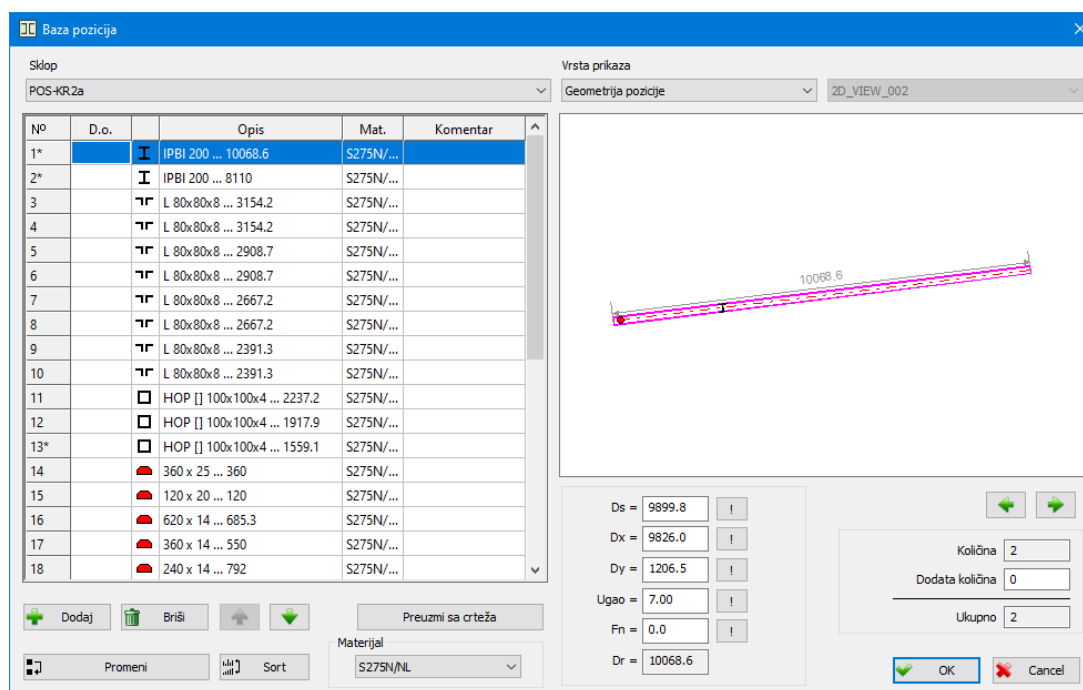 Baza pozicija
Sklop
POS-KR2a
Vrsta prikaza
Geometrija pozicije
2D_VIEW_002
Nº D.o. Opis Mat. Komentar
1* IPBI 200 ... 10068.6 S275N/...
2* IPBI 200 ... 8110 S275N/...
3 L 80x80x8 ... 3154.2 S275N/...
4 L 80x80x8 ... 3154.2 S275N/...
5 L 80x80x8 ... 2908.7 S275N/...
6 L 80x80x8 ... 2908.7 S275N/...
7 L 80x80x8 ... 2667.2 S275N/...
8 L 80x80x8 ... 2667.2 S275N/...
9 L 80x80x8 ... 2391.3 S275N/...
10 L 80x80x8 ... 2391.3 S275N/...
11 HOP [] 100x100x4 ... 2237.2 S275N/...
12 HOP [] 100x100x4 ... 1917.9 S275N/...
13* HOP [] 100x100x4 ... 1559.1 S275N/...
14 360 x 25 ... 360 S275N/...
15 120 x 20 ... 120 S275N/...
16 620 x 14 ... 685.3 S275N/...
17 360 x 14 ... 550 S275N/...
18 240 x 14 ... 792 S275N/...
Dodaj
Briši
Preuzmi sa crteža
Promeni
Sort
Materijal
S275N/NL
10068.6
Ds = 9899.8 !
Dx = 9826.0 !
Dy = 1206.5 !
Ugao = 7.00 !
Fn = 0.0 !
Dr = 10068.6
Količina 2
Dodata količina 0
Ukupno 2
OK
Cancel